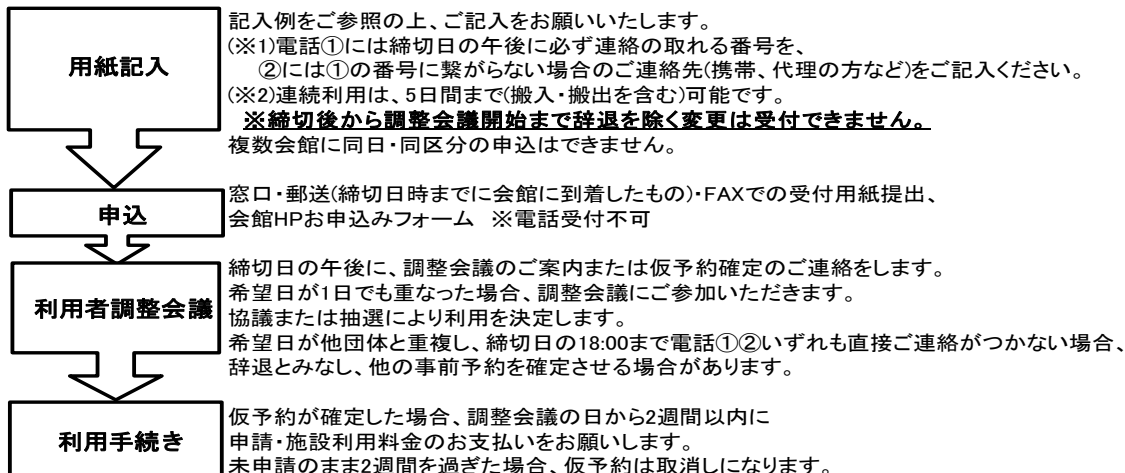 用紙記入
記入例をご参照の上、ご記入をお願いいたします。
(※1)電話①には締切日の午後に必ず連絡の取れる番号を、
②には①の番号に繋がらない場合のご連絡先(携帯、代理の方など)をご記入ください。
(※2)連続利用は、5日間まで(搬入・搬出を含む)可能です。
※締切後から調整会議開始まで辞退を除く変更は受付できません。
複数会館に同日・同区分の申込はできません。
申込
窓口・郵送(締切日時までに会館に到着したもの)・FAXでの受付用紙提出、
会館HPお申込みフォーム ※電話受付不可
利用者調整会議
締切日の午後に、調整会議のご案内または仮予約確定のご連絡をします。
希望日が1日でも重なった場合、調整会議にご参加いただきます。
協議または抽選により利用を決定します。
希望日が他団体と重複し、締切日の18:00まで電話①②いずれも直接ご連絡がつかない場合、
辞退とみなし、他の事前予約を確定させる場合があります。
利用手続き
仮予約が確定した場合、調整会議の日から2週間以内に
申請・施設利用料金のお支払いをお願いします。
未申請のまま2週間を過ぎた場合、仮予約は取消しになります。